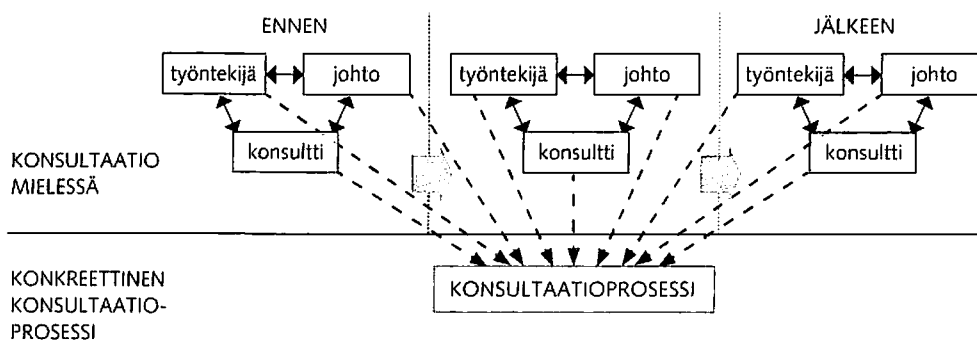 ENNEN
JÄLKEEN
työntekijä
johto
konsultti
työntekijä
johto
konsultti
työntekijä
johto
konsultti
KONSULTAATIO
MIELESSÄ
KONKREETTINEN
KONSULTAATIO-
PROSESSI
KONSULTAATIOPROSESSI